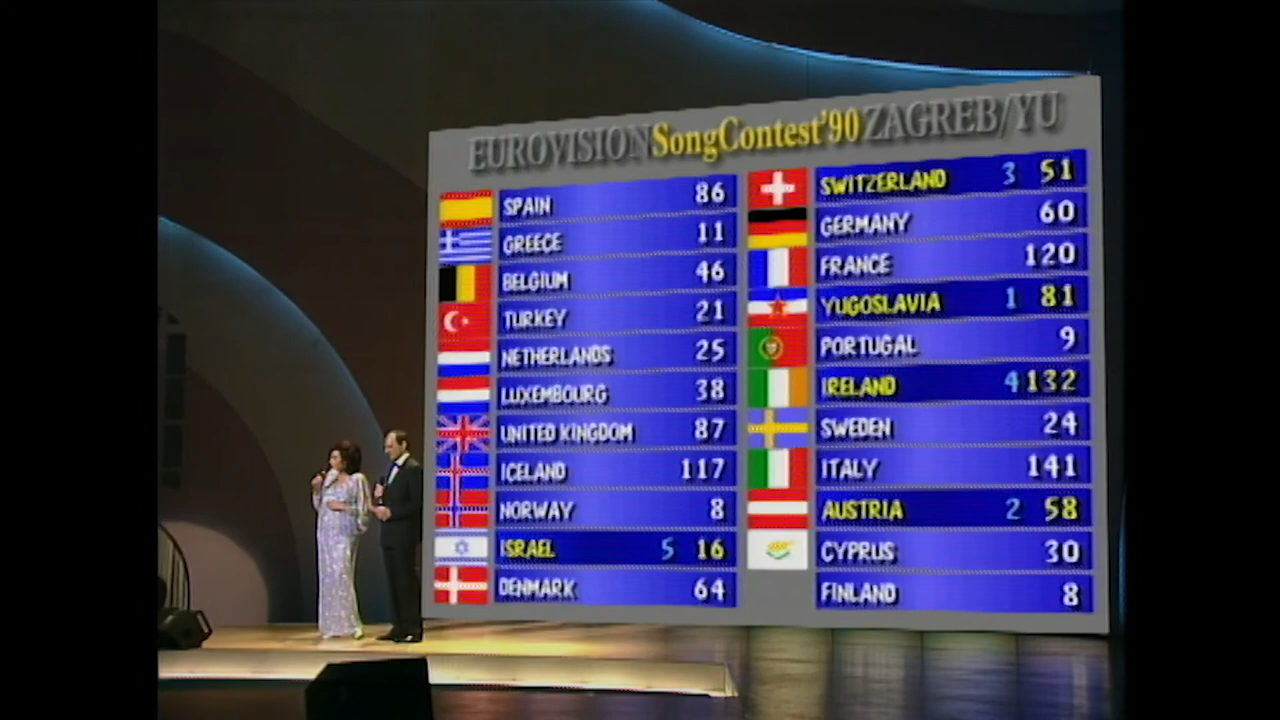 EUROVISION SongContest'90 ZAGREB/YU
SPAIN 86
GREECE 11
BELGIUM 46
TURKEY 21
NETHERLANDS 25
LUXEMBOURG 38
UNITED KINGDOM 87
ICELAND 117
NORWAY 8
ISRAEL 5 16
DENMARK 64
SWITZERLAND 3 51
GERMANY 60
FRANCE 120
YUGOSLAVIA 1 81
PORTUGAL 9
IRELAND 4 132
SWEDEN 24
ITALY 141
AUSTRIA 2 58
CYPRUS 30
FINLAND 8